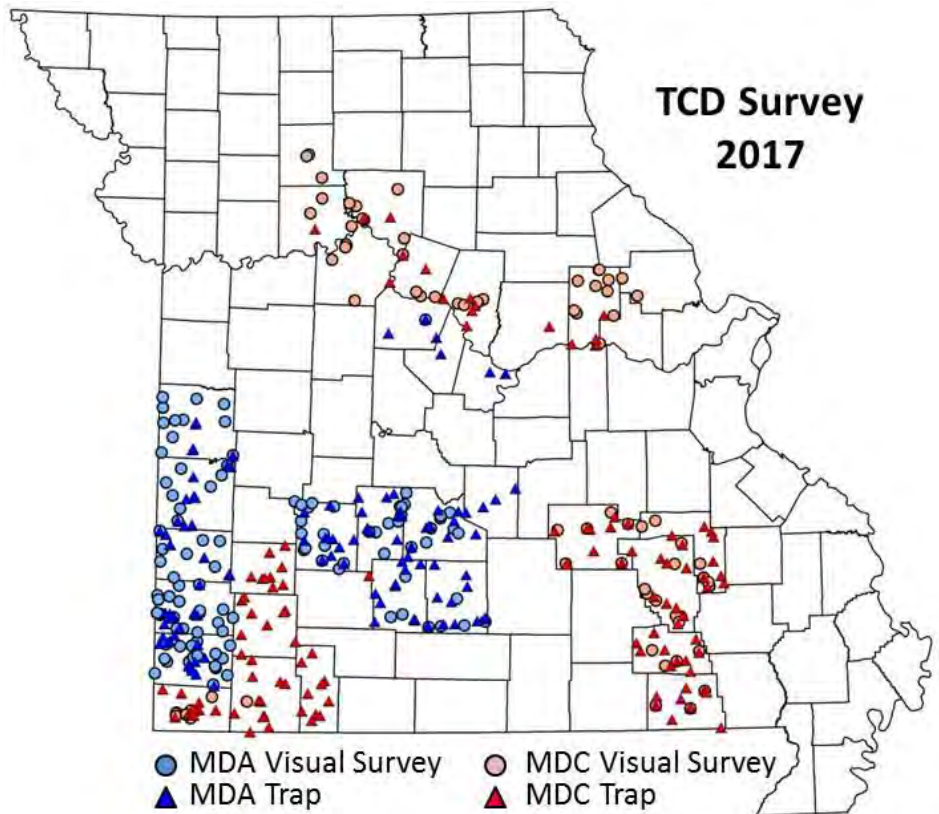 TCD Survey
2017
MDA Visual Survey
MDC Visual Survey
MDA Trap
MDC Trap